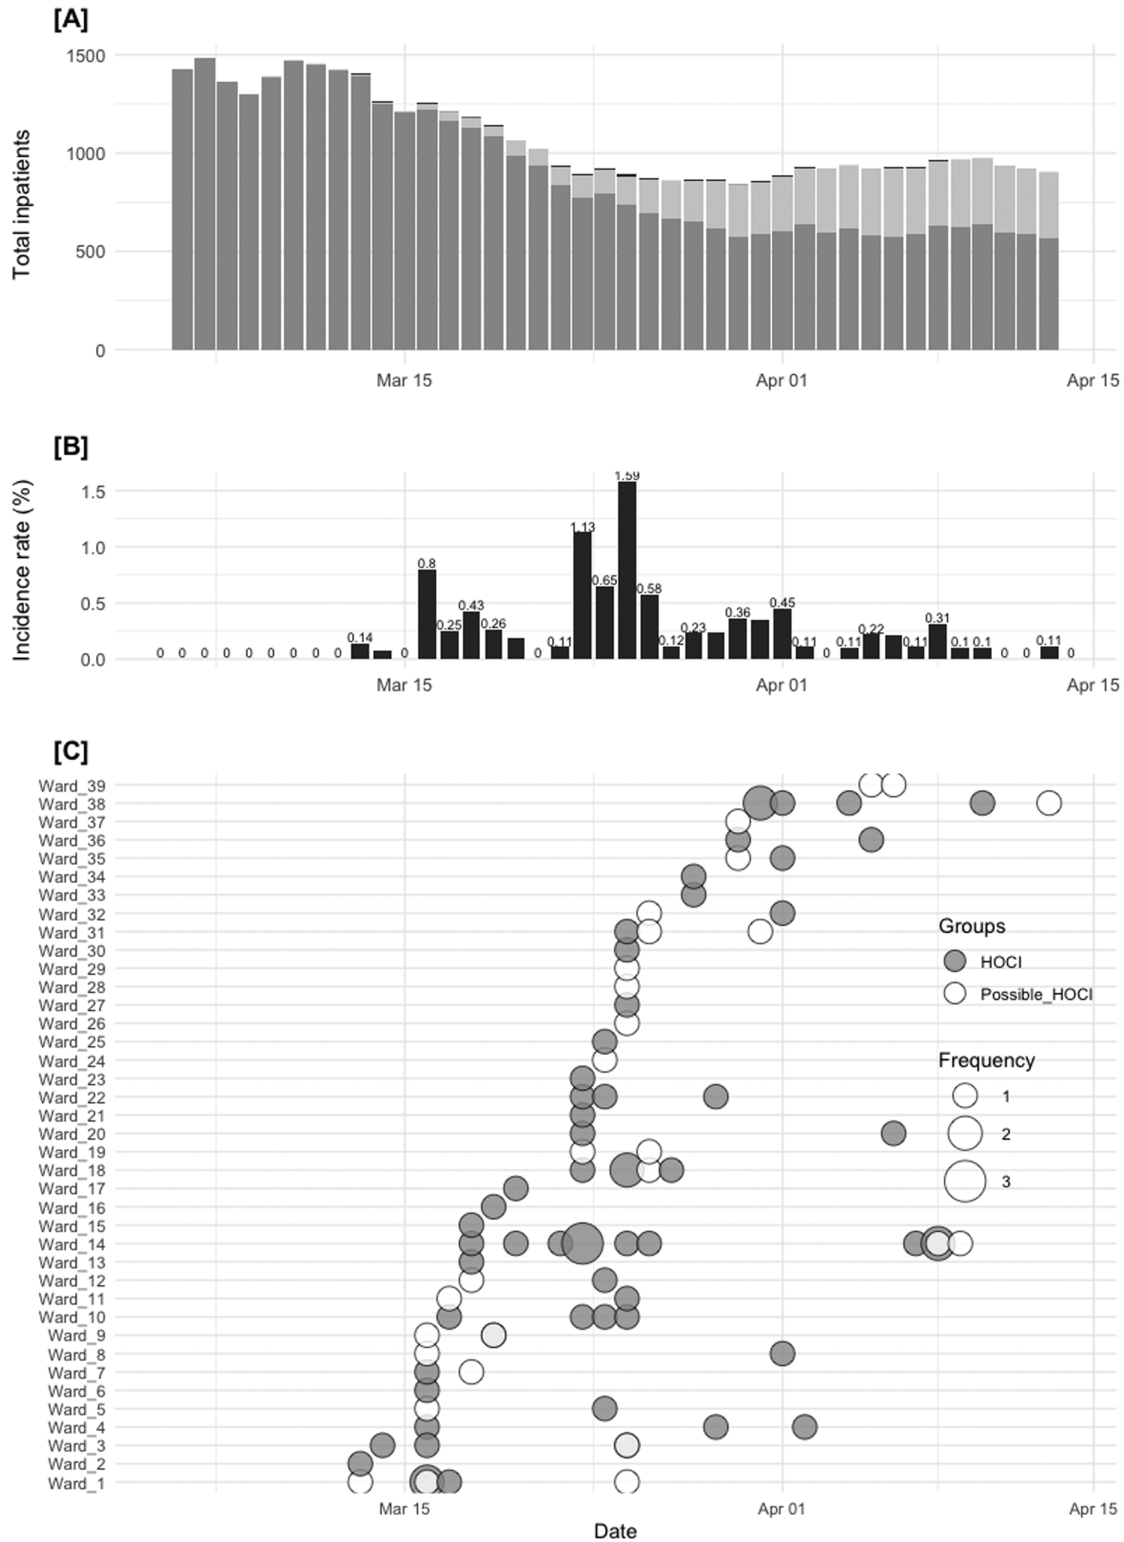 [A]
1500
1000
500
0
Total inpatients
Mar 15 Apr 01 Apr 15
[B]
1.5
1.0
0.5
0.0
Incidence rate (%)
0 0 0 0 0 0 0 0 0 0.14 0 0.8 0.25 0.43 0.26 0 0.11 1.13 0.65 1.59 0.58 0.12 0.23 0.36 0.45 0.11 0 0.11 0.22 0.11 0.31 0.1 0.1 0 0 0.11 0
Mar 15 Apr 01 Apr 15
[C]
Ward_39
Ward_38
Ward_37
Ward_36
Ward_35
Ward_34
Ward_33
Ward_32
Ward_31
Ward_30
Ward_29
Ward_28
Ward_27
Ward_26
Ward_25
Ward_24
Ward_23
Ward_22
Ward_21
Ward_20
Ward_19
Ward_18
Ward_17
Ward_16
Ward_15
Ward_14
Ward_13
Ward_12
Ward_11
Ward_10
Ward_9
Ward_8
Ward_7
Ward_6
Ward_5
Ward_4
Ward_3
Ward_2
Ward_1
Groups
HOCI
Possible_HOCI
Frequency
1
2
3
Mar 15 Apr 01 Apr 15
Date